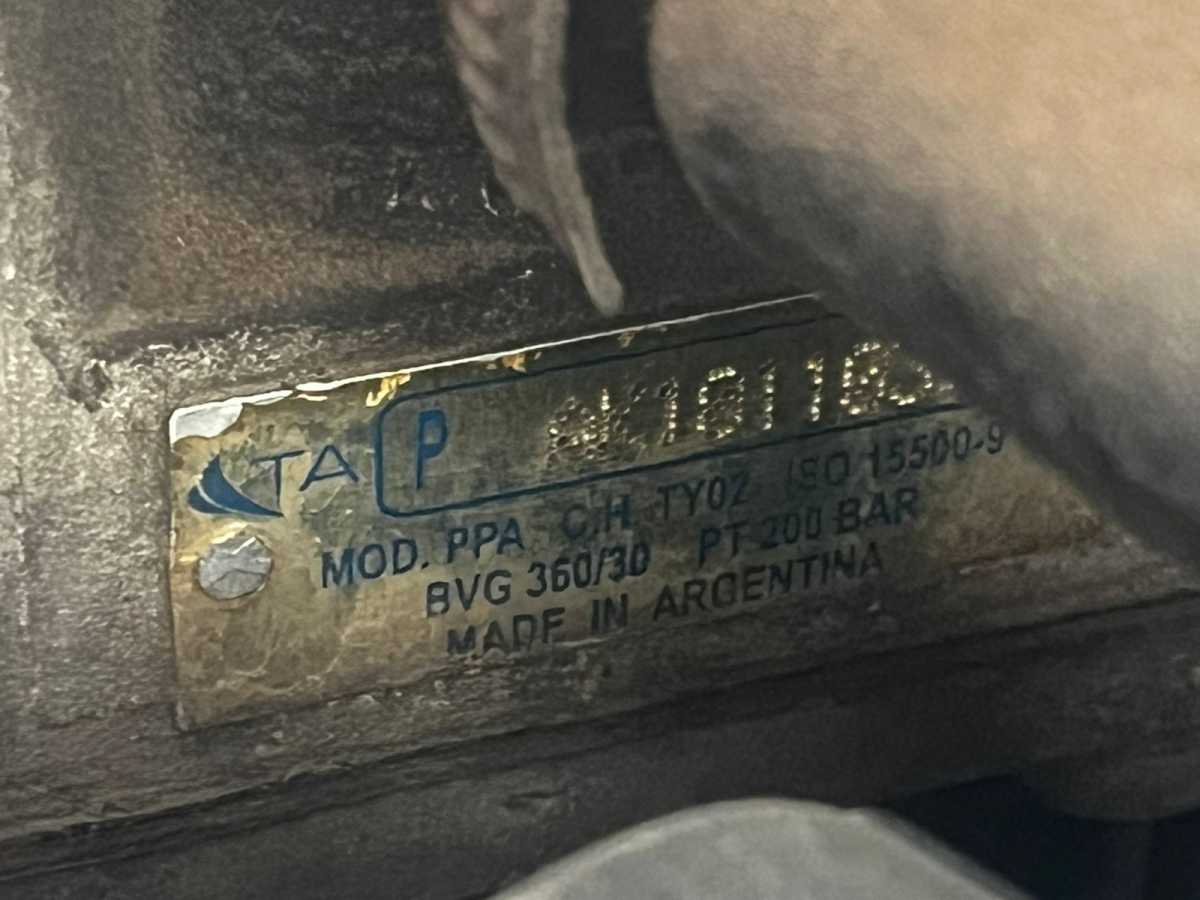 TA P
MOD. PPA C.H TY02 ISO 15500-9
BVG 360/30 PT 200 BAR
MADE IN ARGENTINA